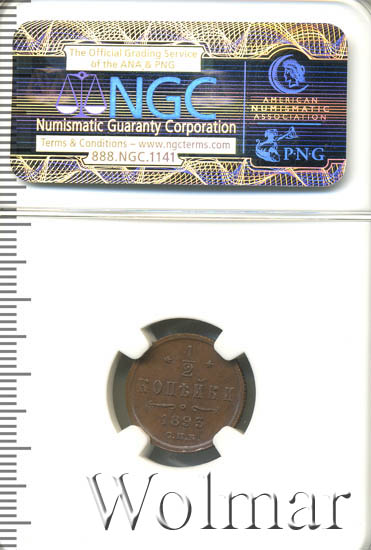 The Official Grading Service
of the ANA & PNG
NGC
Numismatic Guaranty Corporation
Terms & Conditions – www.ngcterms.com
888.NGC.1141
AMERICAN
NUMISMATIC
ASSOCIATION
P·N·G
1/2
КОПѢЙКИ
1893
С.П.Б.
Wolmar